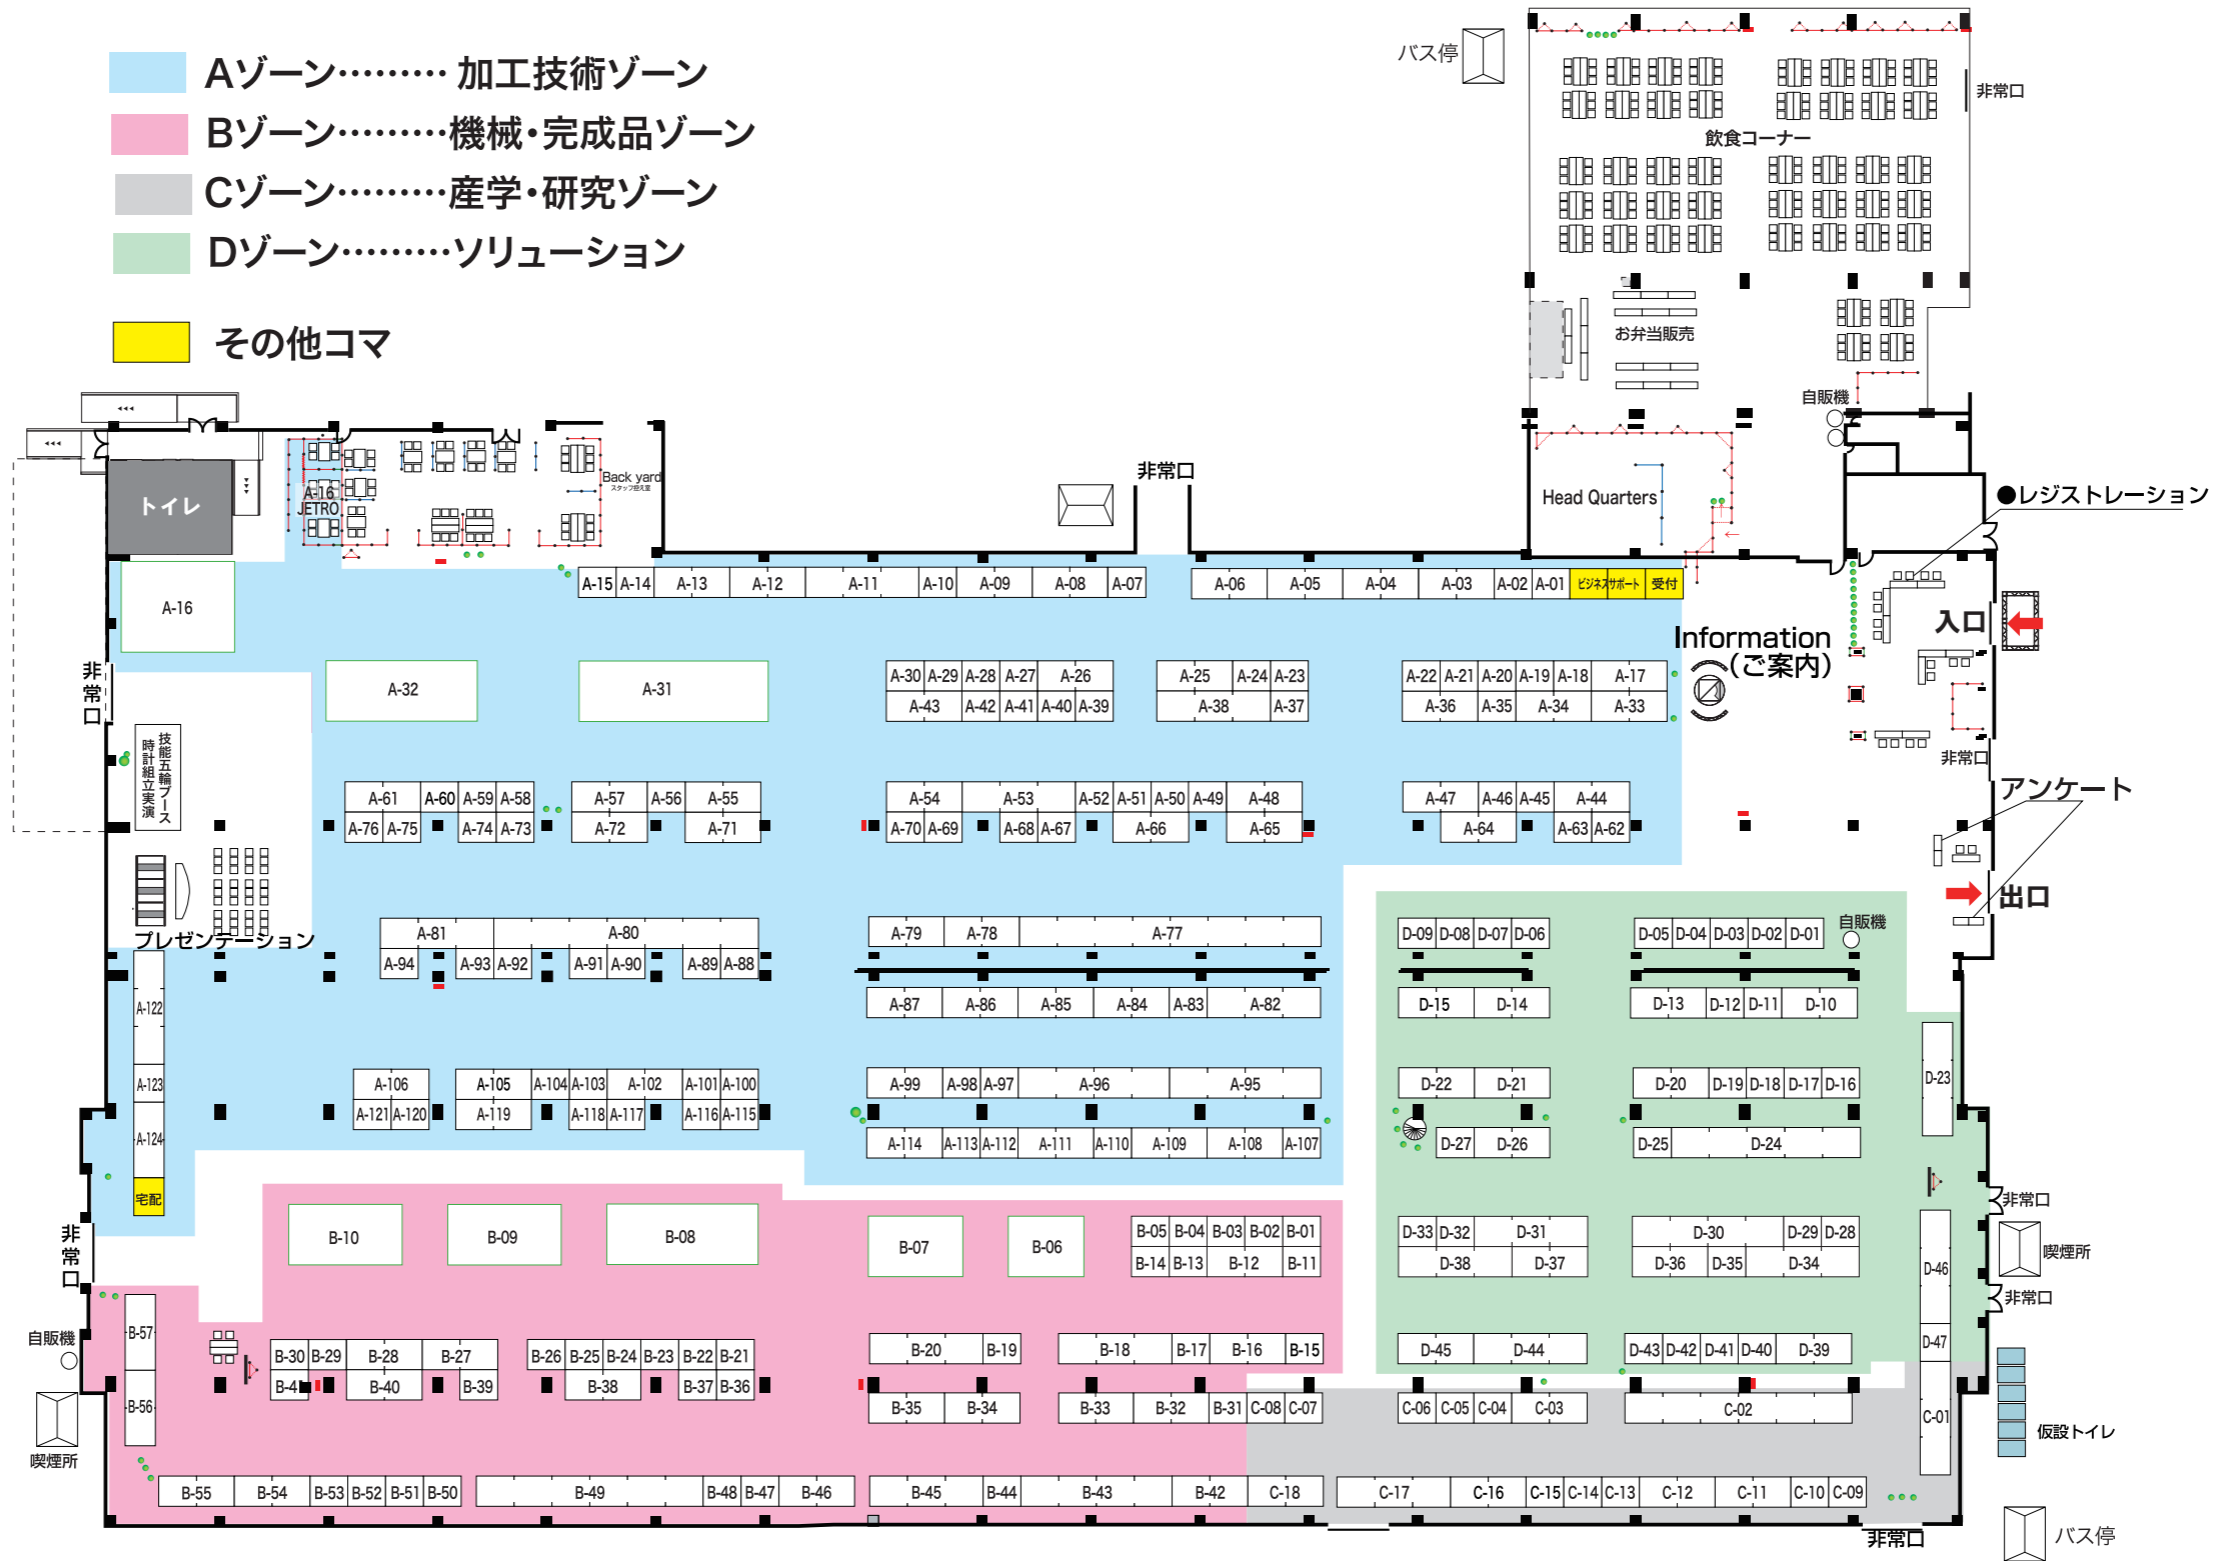 Aゾーン………加工技術ゾーン
Bゾーン………機械・完成品ゾーン
Cゾーン………産学・研究ゾーン
Dゾーン………ソリューション
その他コマ
バス停
非常口
飲食コーナー
お弁当販売
自販機
トイレ
A-16
JETRO
Back yard
スタッフ控え室
非常口
Head Quarters
●レジストレーション
A-15 A-14 A-13 A-12 A-11 A-10 A-09 A-08 A-07
A-06 A-05 A-04 A-03 A-02 A-01 ビジネスサポート 受付
A-16
入口
Information
(ご案内)
非常口
A-32 A-31
A-30 A-29 A-28 A-27 A-26 A-25 A-24 A-23 A-22 A-21 A-20 A-19 A-18 A-17
A-43 A-42 A-41 A-40 A-39 A-38 A-37 A-36 A-35 A-34 A-33
技能五輪ブース
時計組立実演
非常口
アンケート
A-61 A-60 A-59 A-58 A-57 A-56 A-55 A-54 A-53 A-52 A-51 A-50 A-49 A-48 A-47 A-46 A-45 A-44
A-76 A-75 A-74 A-73 A-72 A-71 A-70 A-69 A-68 A-67 A-66 A-65 A-64 A-63 A-62
出口
プレゼンテーション
自販機
A-81 A-80 A-79 A-78 A-77 D-09 D-08 D-07 D-06 D-05 D-04 D-03 D-02 D-01
A-94 A-93 A-92 A-91 A-90 A-89 A-88
A-122 A-87 A-86 A-85 A-84 A-83 A-82 D-15 D-14 D-13 D-12 D-11 D-10
A-123 A-106 A-105 A-104 A-103 A-102 A-101 A-100 A-99 A-98 A-97 A-96 A-95 D-22 D-21 D-20 D-19 D-18 D-17 D-16 D-23
A-121 A-120 A-119 A-118 A-117 A-116 A-115
A-124 A-114 A-113 A-112 A-111 A-110 A-109 A-108 A-107 D-27 D-26 D-25 D-24
宅配
非常口
非常口
B-10 B-09 B-08 B-07 B-06
B-05 B-04 B-03 B-02 B-01 D-33 D-32 D-31 D-30 D-29 D-28
B-14 B-13 B-12 B-11 D-38 D-37 D-36 D-35 D-34 D-46
喫煙所
非常口
自販機
B-57 B-30 B-29 B-28 B-27 B-26 B-25 B-24 B-23 B-22 B-21 B-20 B-19 B-18 B-17 B-16 B-15 D-45 D-44 D-43 D-42 D-41 D-40 D-39 D-47
B-41 B-40 B-39 B-38 B-37 B-36
B-56 B-35 B-34 B-33 B-32 B-31 C-08 C-07 C-06 C-05 C-04 C-03 C-02 C-01
仮設トイレ
喫煙所
B-55 B-54 B-53 B-52 B-51 B-50 B-49 B-48 B-47 B-46 B-45 B-44 B-43 B-42 C-18 C-17 C-16 C-15 C-14 C-13 C-12 C-11 C-10 C-09
非常口
バス停